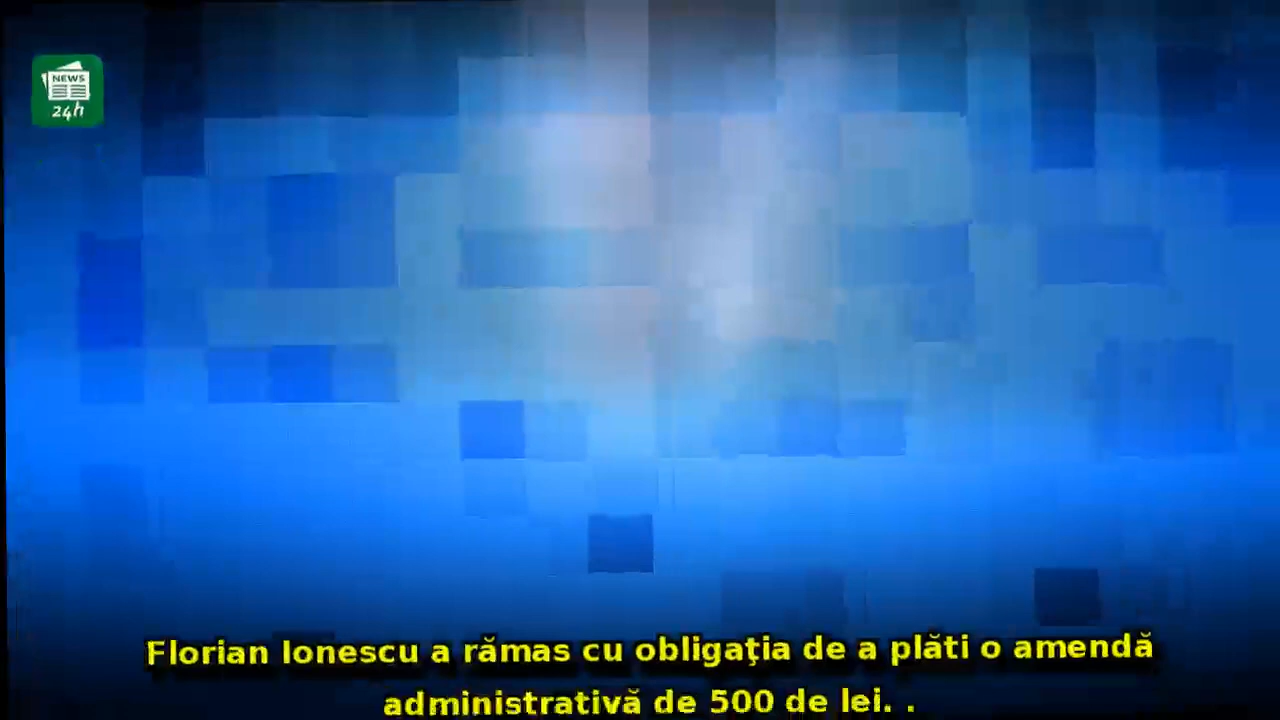 NEWS
24h
Florian Ionescu a rămas cu obligaţia de a plăti o amendă
administrativă de 500 de lei. .